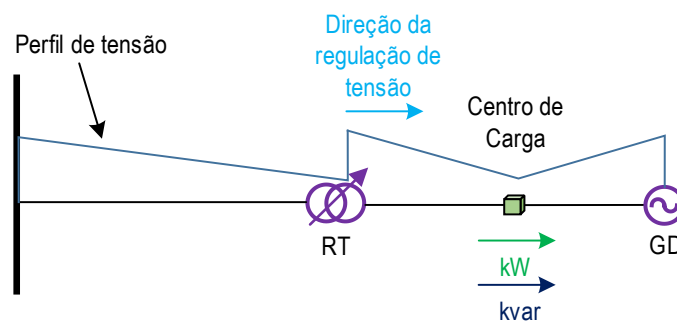 Direção da
regulação de
tensão
Perfil de tensão
Centro de
Carga
RT
GD
kW
kvar